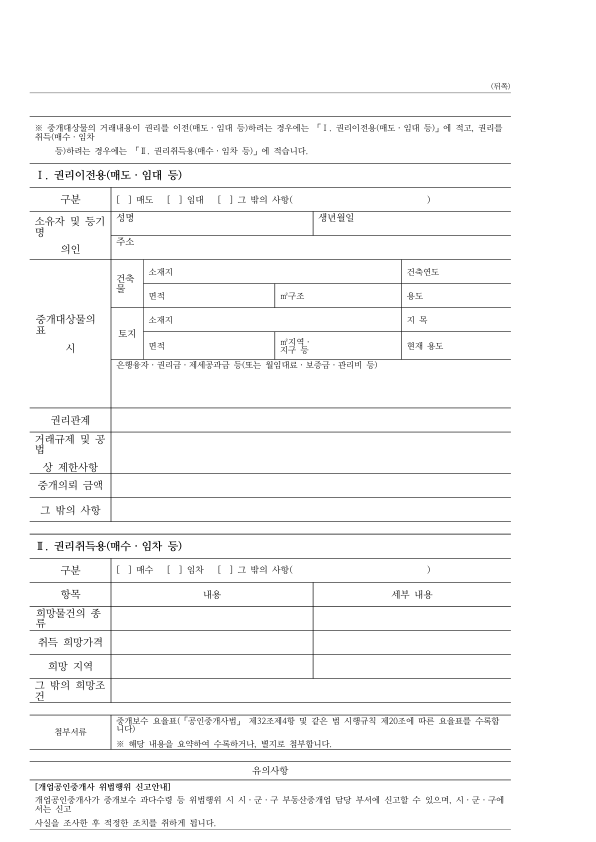 (뒤쪽)
※ 중개대상물의 거래내용이 권리를 이전(매도ㆍ임대 등)하려는 경우에는 「Ⅰ. 권리이전용(매도ㆍ임대 등)」에 적고, 권리를
취득(매수ㆍ임차
등)하려는 경우에는 「Ⅱ. 권리취득용(매수ㆍ임차 등)」에 적습니다.
Ⅰ. 권리이전용(매도ㆍ임대 등)
구분
[ ] 매도 [ ] 임대 [ ] 그 밖의 사항( )
소유자 및 등기
명
의인
성명
생년월일
주소
중개대상물의
표
시
건축
물
소재지
건축연도
면적
㎡구조
용도
토지
소재지
지 목
면적
㎡지역ㆍ
지구 등
현재 용도
은행융자ㆍ권리금ㆍ제세공과금 등(또는 월임대료ㆍ보증금ㆍ관리비 등)
권리관계
거래규제 및 공
법
상 제한사항
중개의뢰 금액
그 밖의 사항
Ⅱ. 권리취득용(매수ㆍ임차 등)
구분
[ ] 매수 [ ] 임차 [ ] 그 밖의 사항( )
항목
내용
세부 내용
희망물건의 종
류
취득 희망가격
희망 지역
그 밖의 희망조
건
첨부서류
중개보수 요율표(「공인중개사법」 제32조제4항 및 같은 법 시행규칙 제20조에 따른 요율표를 수록합
니다)
※ 해당 내용을 요약하여 수록하거나, 별지로 첨부합니다.
유의사항
[개업공인중개사 위법행위 신고안내]
개업공인중개사가 중개보수 과다수령 등 위법행위 시 시ㆍ군ㆍ구 부동산중개업 담당 부서에 신고할 수 있으며, 시ㆍ군ㆍ구에
서는 신고
사실을 조사한 후 적정한 조치를 취하게 됩니다.